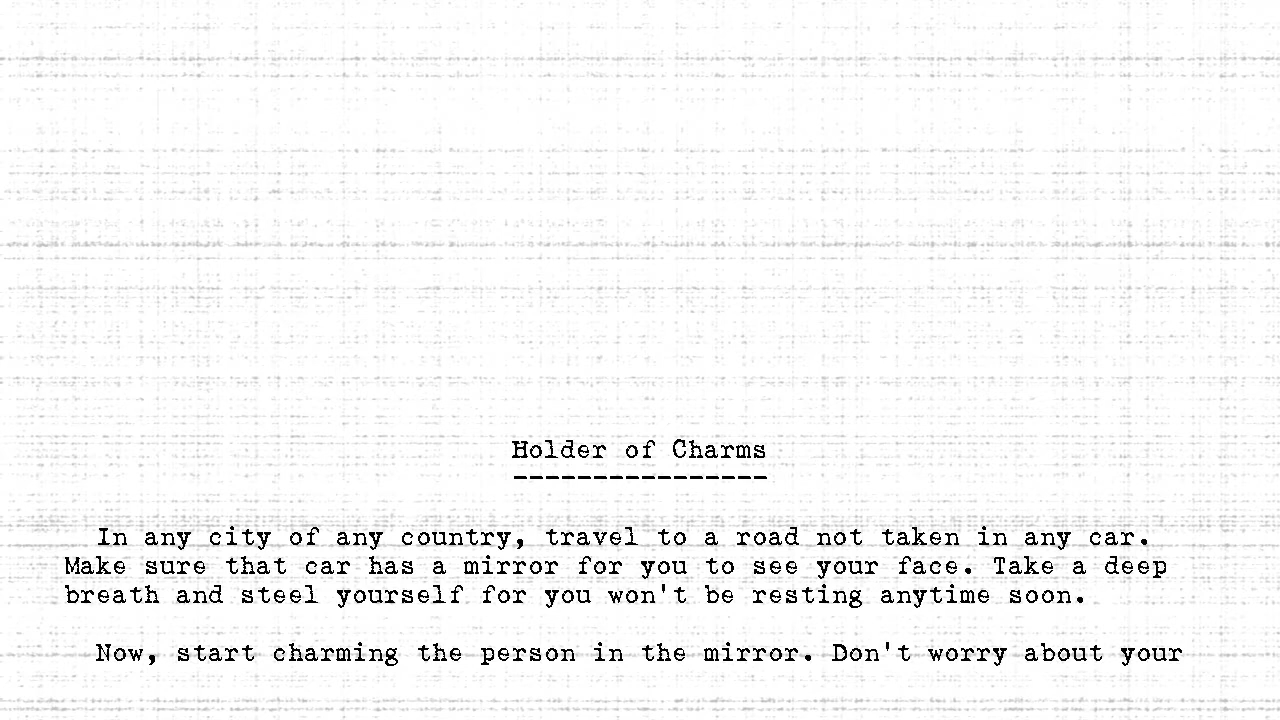 Holder of Charms
----------------
In any city of any country, travel to a road not taken in any car.
Make sure that car has a mirror for you to see your face. Take a deep
breath and steel yourself for you won't be resting anytime soon.
Now, start charming the person in the mirror. Don't worry about your